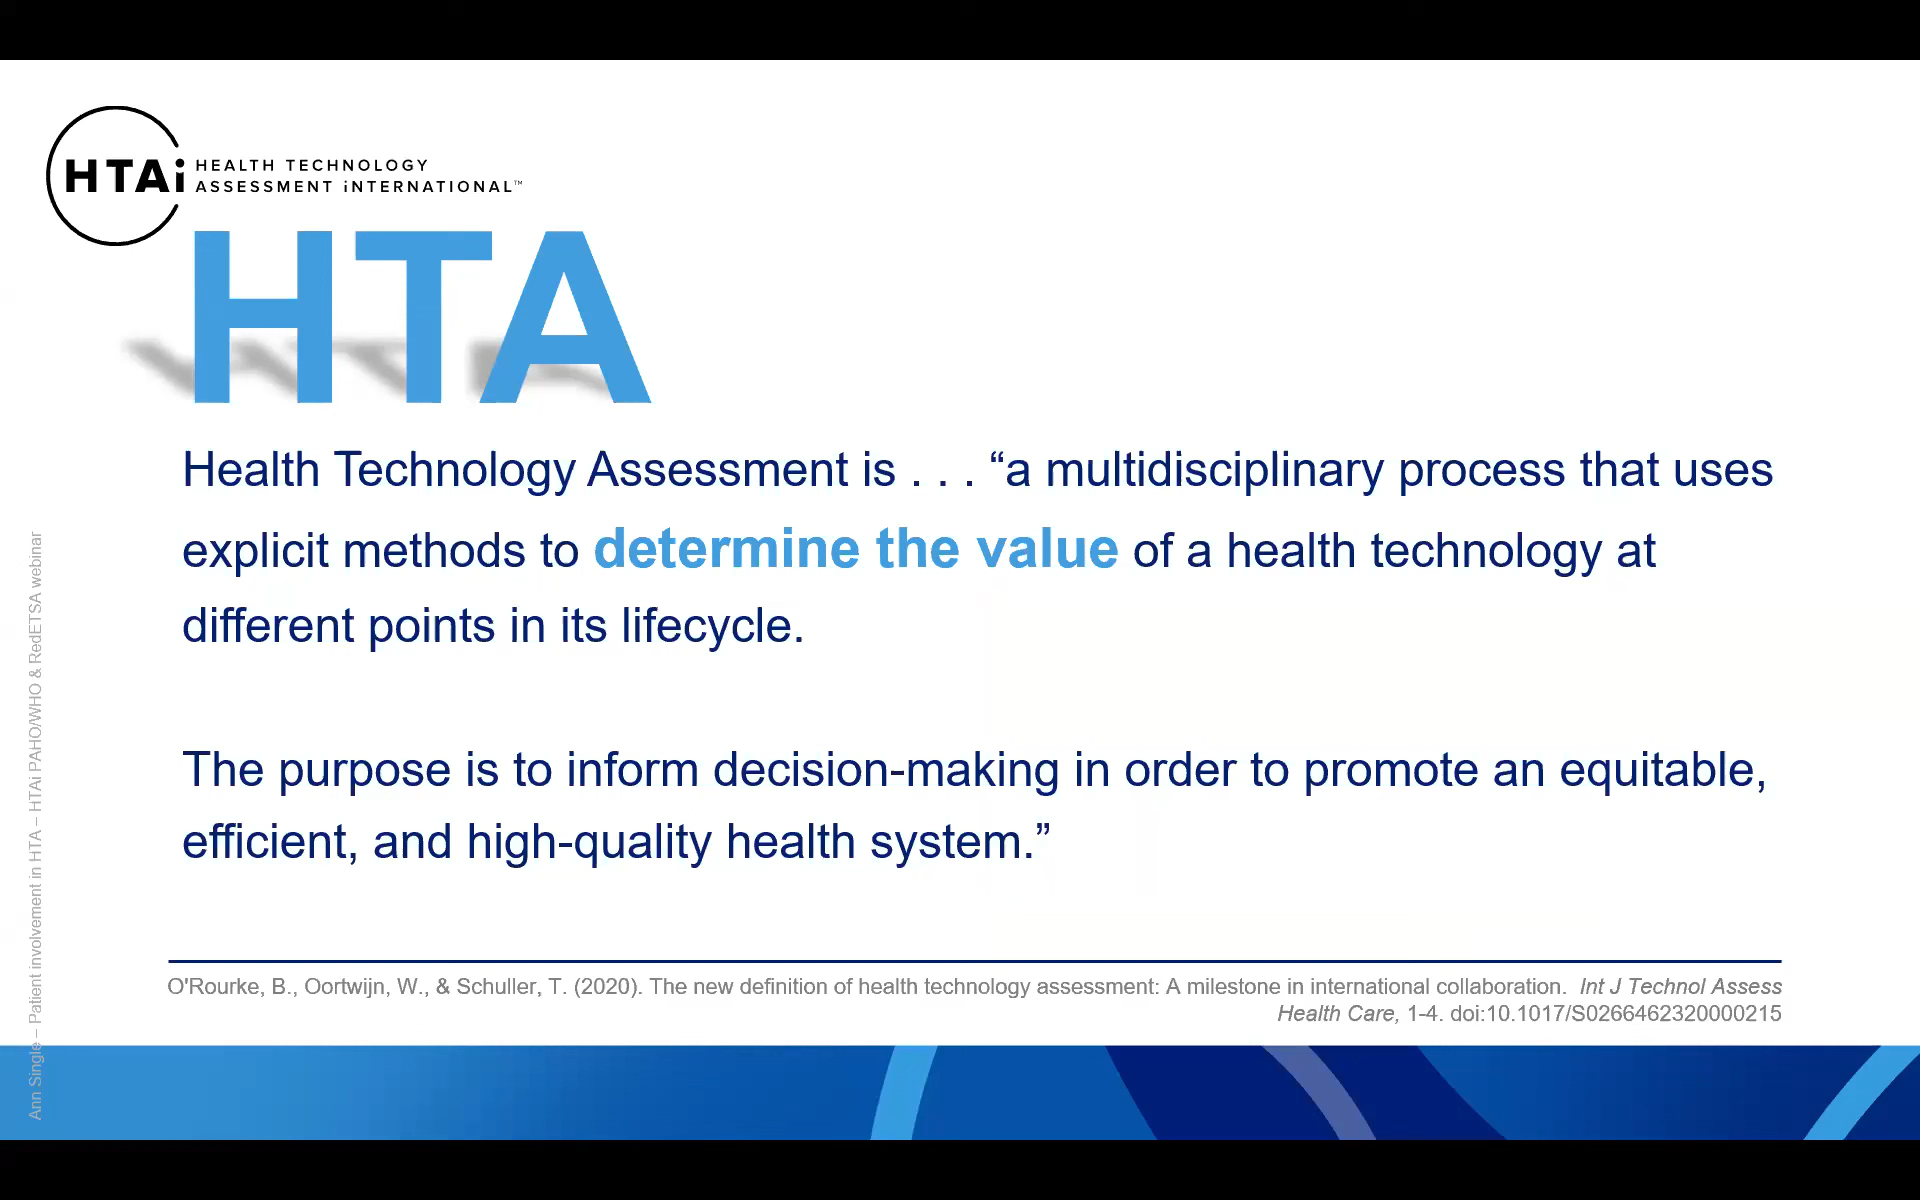 HTAi
HEALTH TECHNOLOGY
ASSESSMENT iNTERNATIONAL™
HTA
Health Technology Assessment is . . . “a multidisciplinary process that uses
explicit methods to determine the value of a health technology at
different points in its lifecycle.
The purpose is to inform decision-making in order to promote an equitable,
efficient, and high-quality health system.”
O'Rourke, B., Oortwijn, W., & Schuller, T. (2020). The new definition of health technology assessment: A milestone in international collaboration. Int J Technol Assess
Health Care, 1-4. doi:10.1017/S0266462320000215
Ann Single – Patient involvement in HTA – HTAi PAHO/WHO & RedETSA webinar